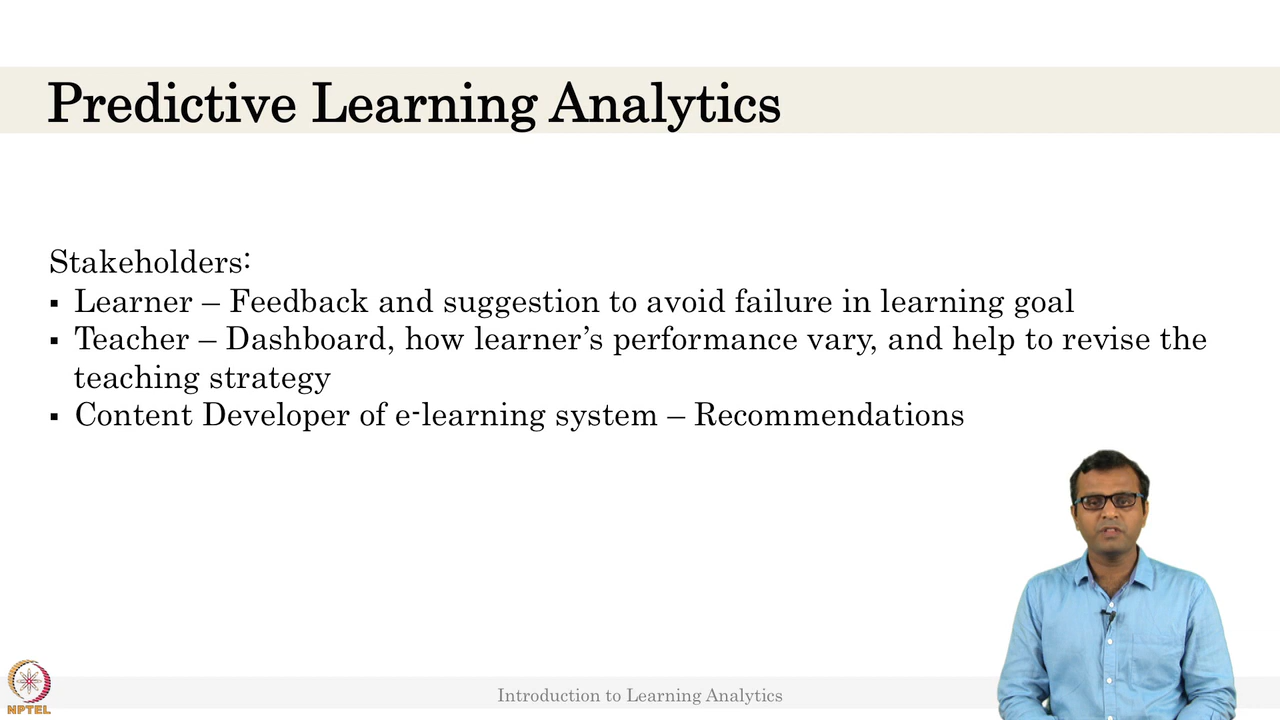 Predictive Learning Analytics
Stakeholders:
▪ Learner – Feedback and suggestion to avoid failure in learning goal
▪ Teacher – Dashboard, how learner’s performance vary, and help to revise the
teaching strategy
▪ Content Developer of e-learning system – Recommendations
NPTEL
Introduction to Learning Analytics